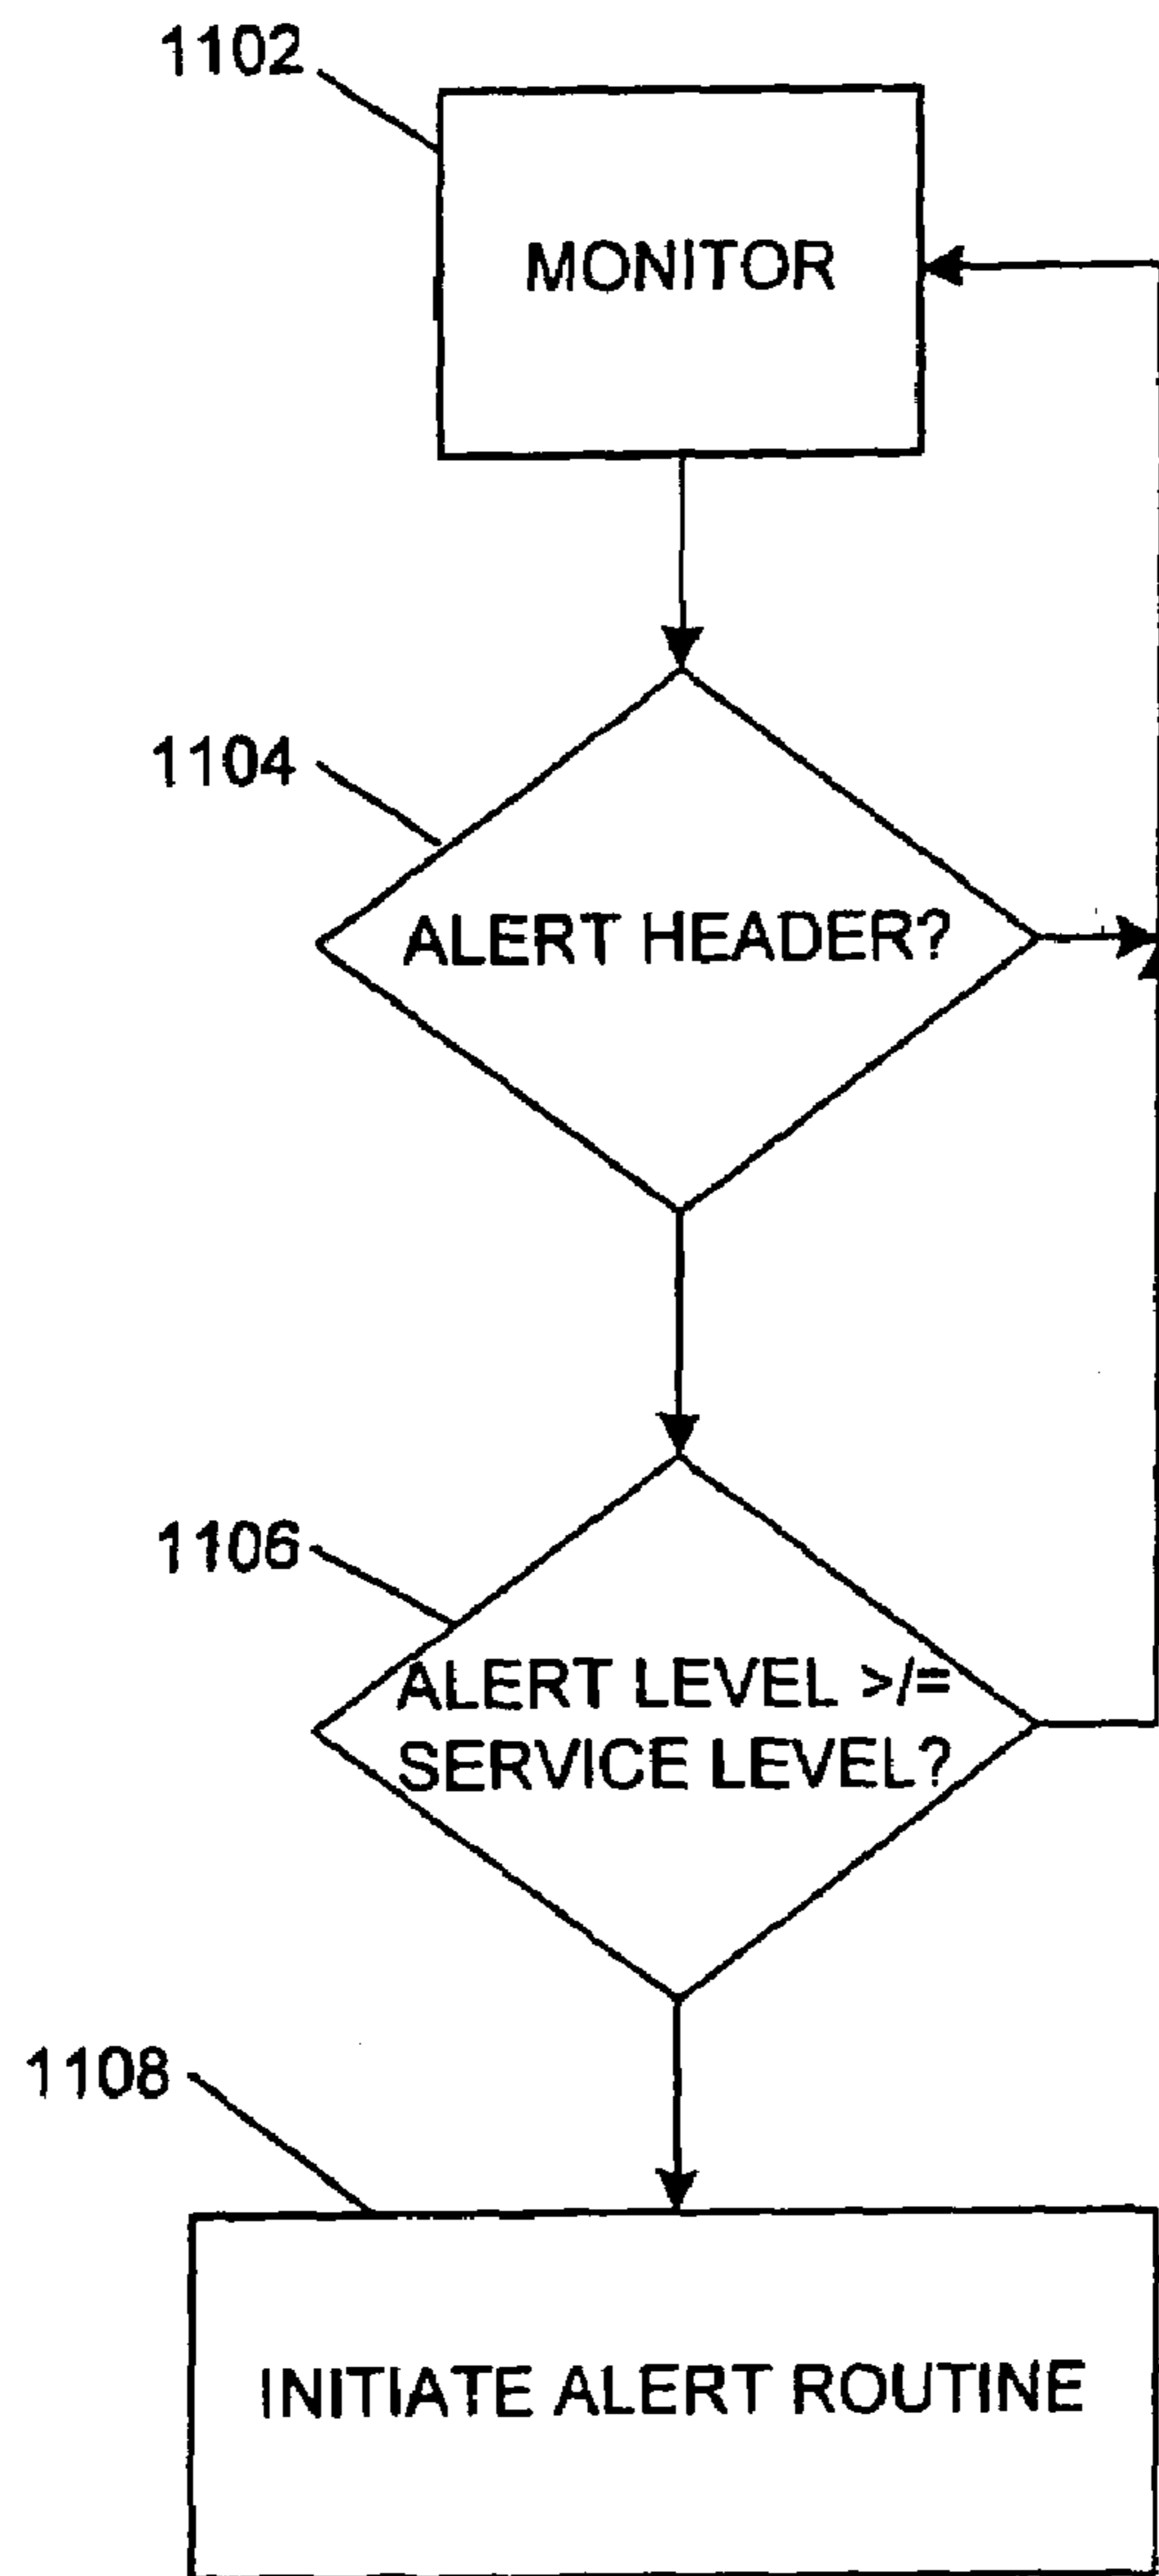 1102
MONITOR
1104
ALERT HEADER?
1106
ALERT LEVEL >/=
SERVICE LEVEL?
1108
INITIATE ALERT ROUTINE